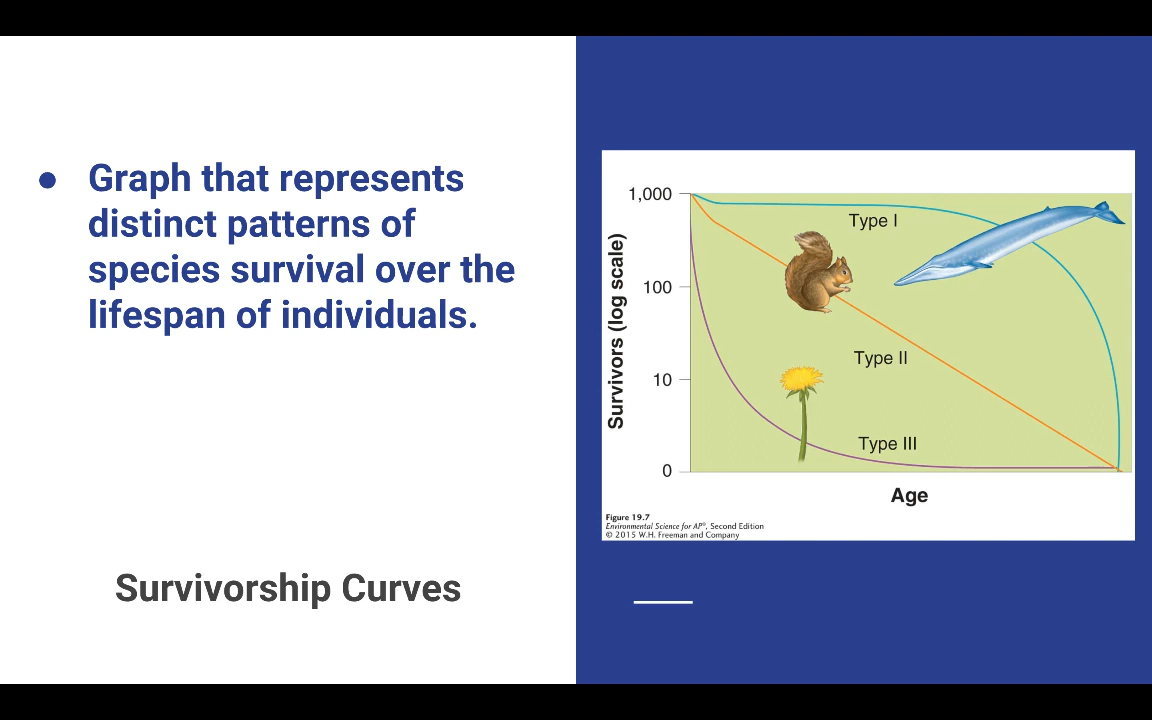 ● Graph that represents
distinct patterns of
species survival over the
lifespan of individuals.
Survivorship Curves
Survivors (log scale)
1,000
100
10
0
Type I
Type II
Type III
Age
Figure 19.7
Environmental Science for AP®, Second Edition
© 2015 W.H. Freeman and Company